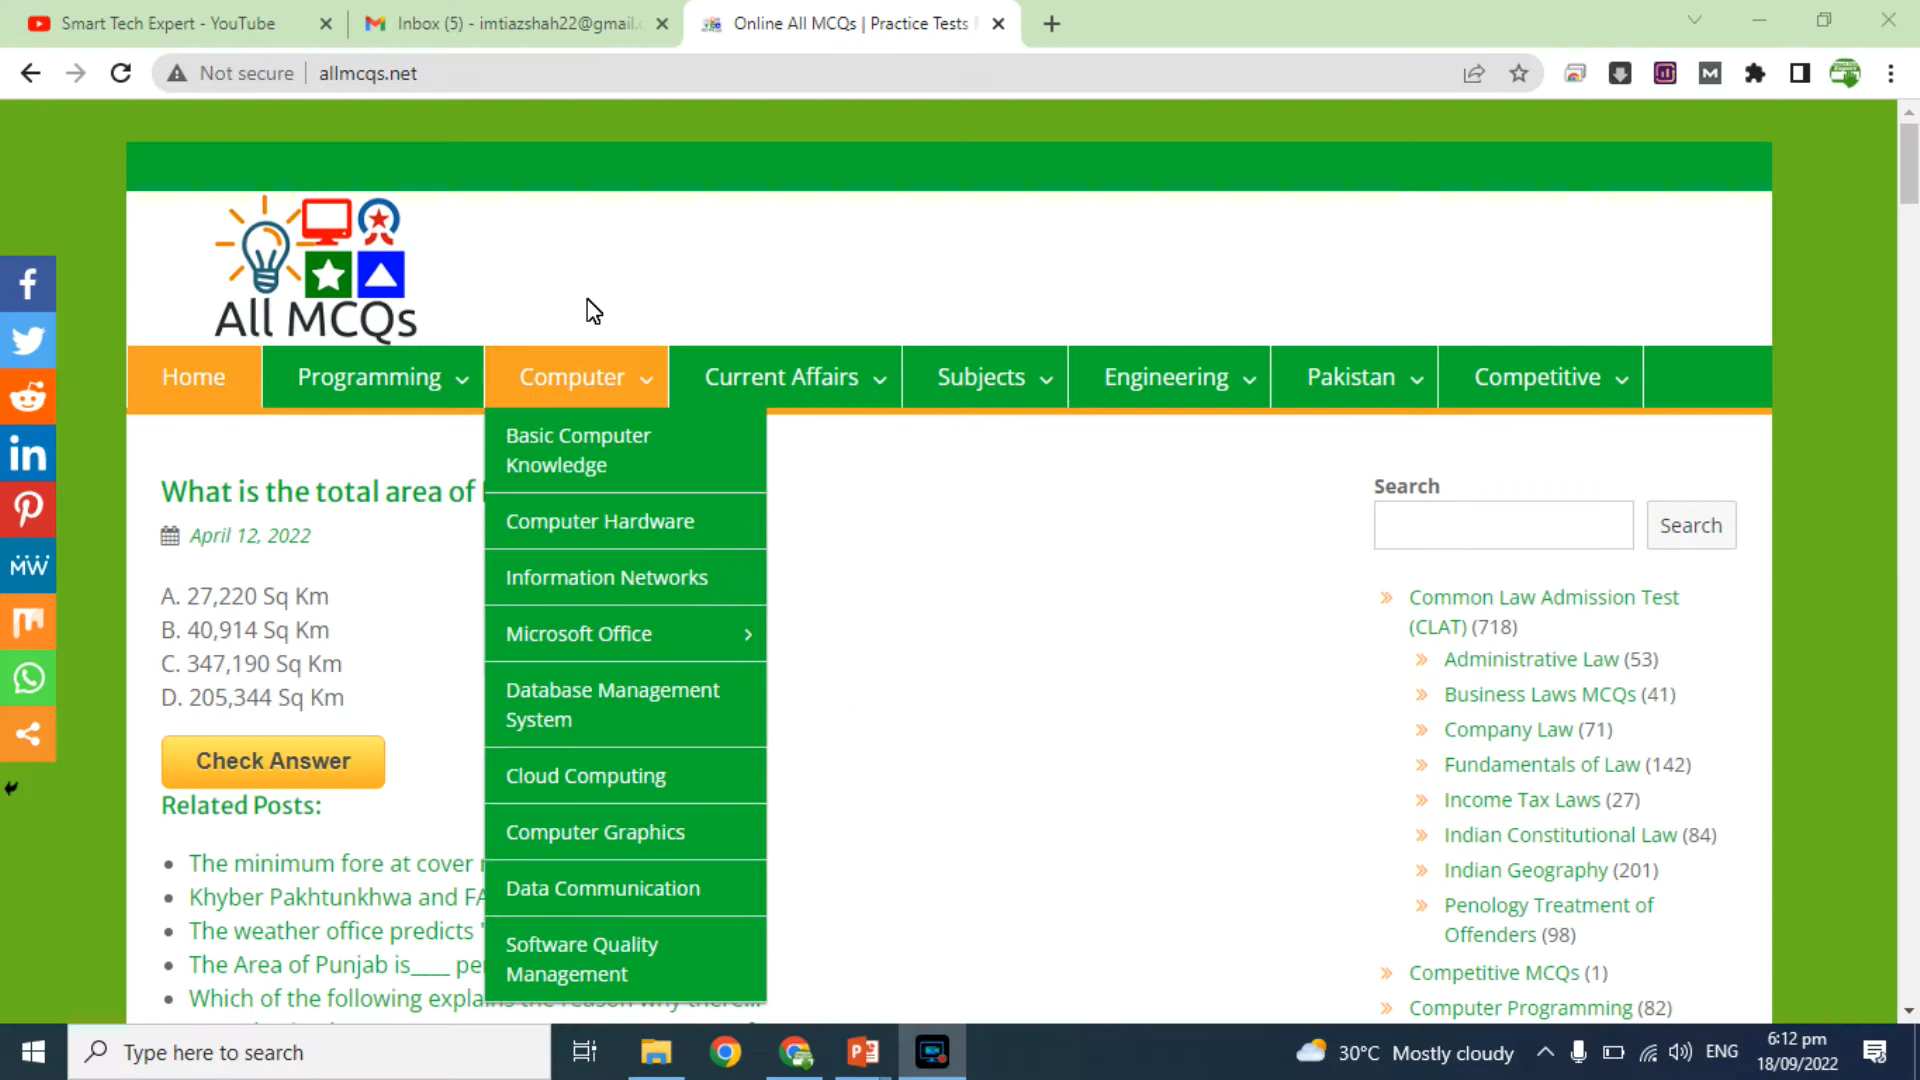 Smart Tech Expert - YouTube
Inbox (5) - imtiazshah22@gmail.c
Online All MCQs | Practice Tests
Not secure
allmcqs.net
All MCQs
Home
Programming
Computer
Current Affairs
Subjects
Engineering
Pakistan
Competitive
Basic Computer
Knowledge
Computer Hardware
Information Networks
Microsoft Office
Database Management
System
Cloud Computing
Computer Graphics
Data Communication
Software Quality
Management
What is the total area of
April 12, 2022
A. 27,220 Sq Km
B. 40,914 Sq Km
C. 347,190 Sq Km
D. 205,344 Sq Km
Check Answer
Related Posts:
The minimum fore at cover
Khyber Pakhtunkhwa and FA
The weather office predicts
The Area of Punjab is____ pe
Which of the following explains the reason why there...
Search
Search
Common Law Admission Test
(CLAT) (718)
Administrative Law (53)
Business Laws MCQs (41)
Company Law (71)
Fundamentals of Law (142)
Income Tax Laws (27)
Indian Constitutional Law (84)
Indian Geography (201)
Penology Treatment of
Offenders (98)
Competitive MCQs (1)
Computer Programming (82)
Type here to search
30°C Mostly cloudy
ENG
6:12 pm
18/09/2022